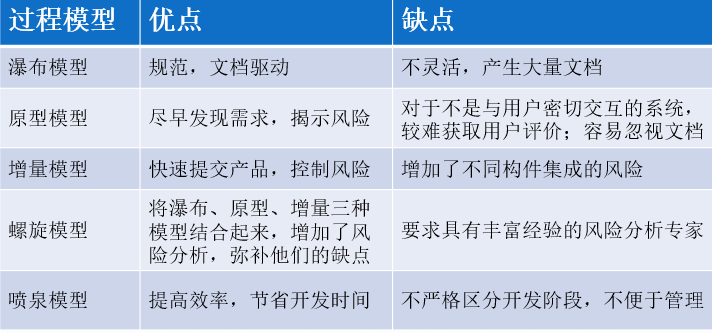 过程模型 优点 缺点
瀑布模型 规范，文档驱动 不灵活，产生大量文档
原型模型 尽早发现需求，揭示风险 对于不是与用户密切交互的系统，
较难获取用户评价；容易忽视文档
增量模型 快速提交产品，控制风险 增加了不同构件集成的风险
螺旋模型 将瀑布、原型、增量三种
模型结合起来，增加了风
险分析，弥补他们的缺点 要求具有丰富经验的风险分析专家
喷泉模型 提高效率，节省开发时间 不严格区分开发阶段，不便于管理